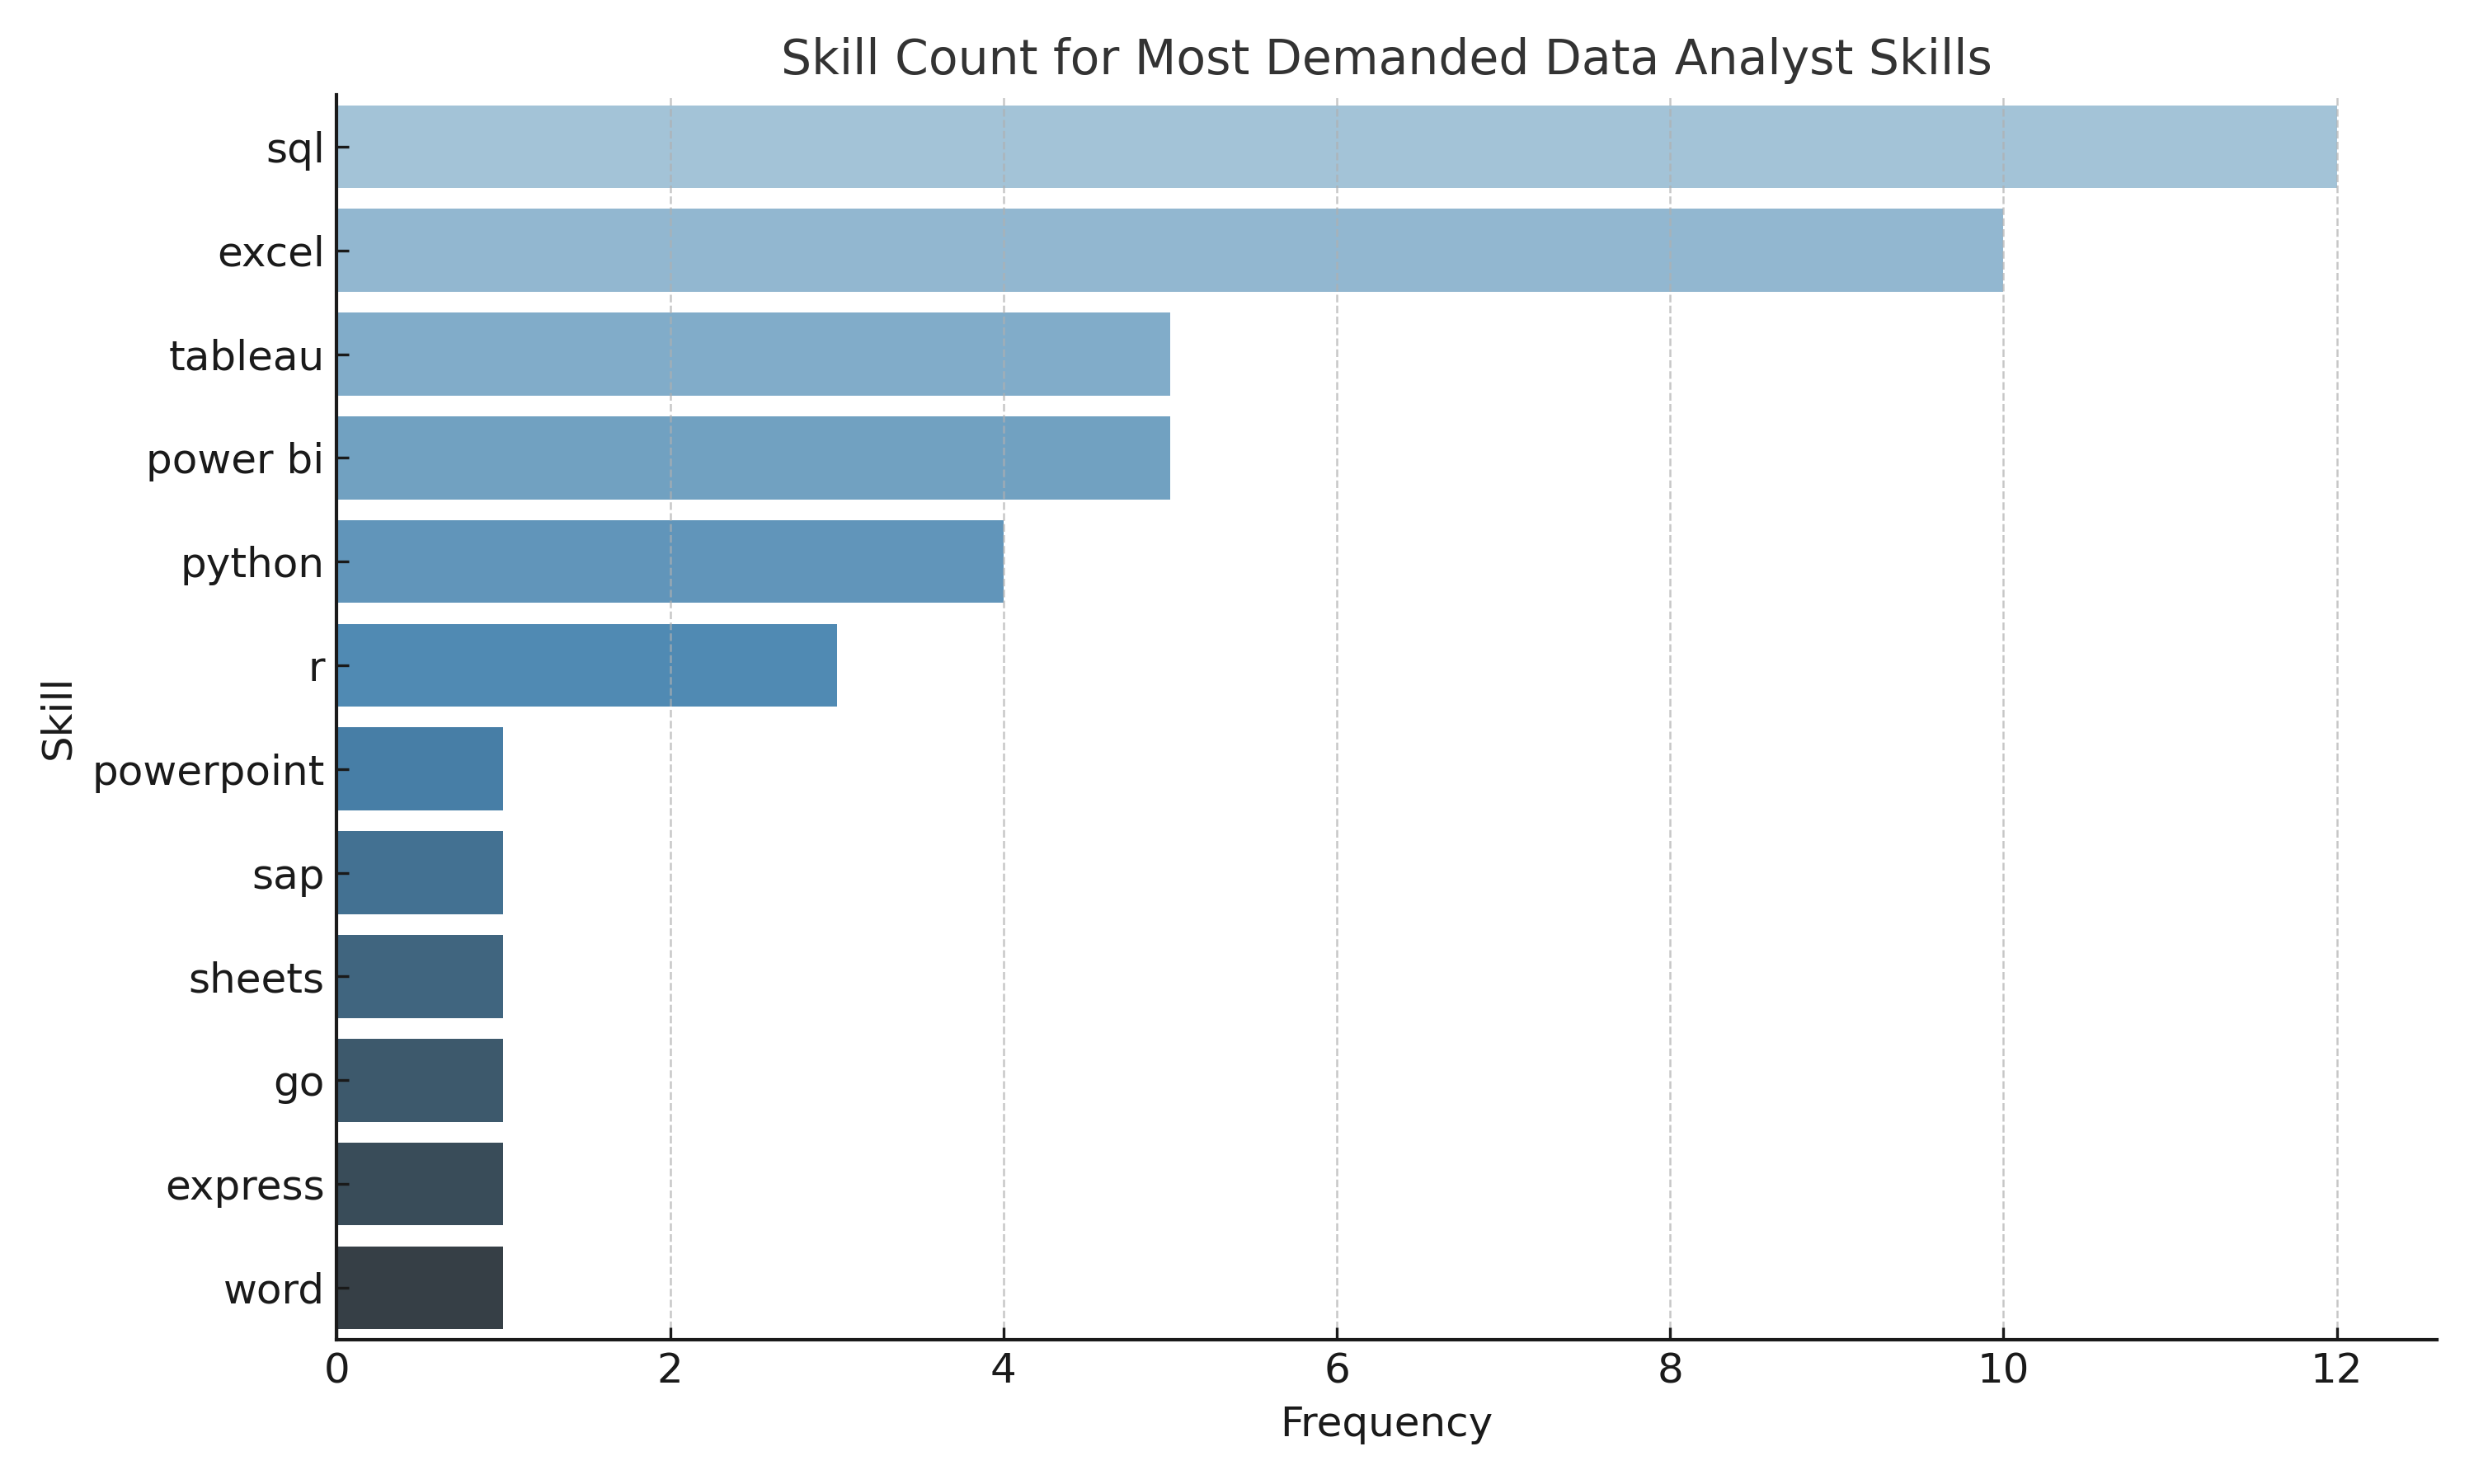 Skill Count for Most Demanded Data Analyst Skills
Skill
sql
excel
tableau
power bi
python
r
powerpoint
sap
sheets
go
express
word
0 2 4 6 8 10 12
Frequency